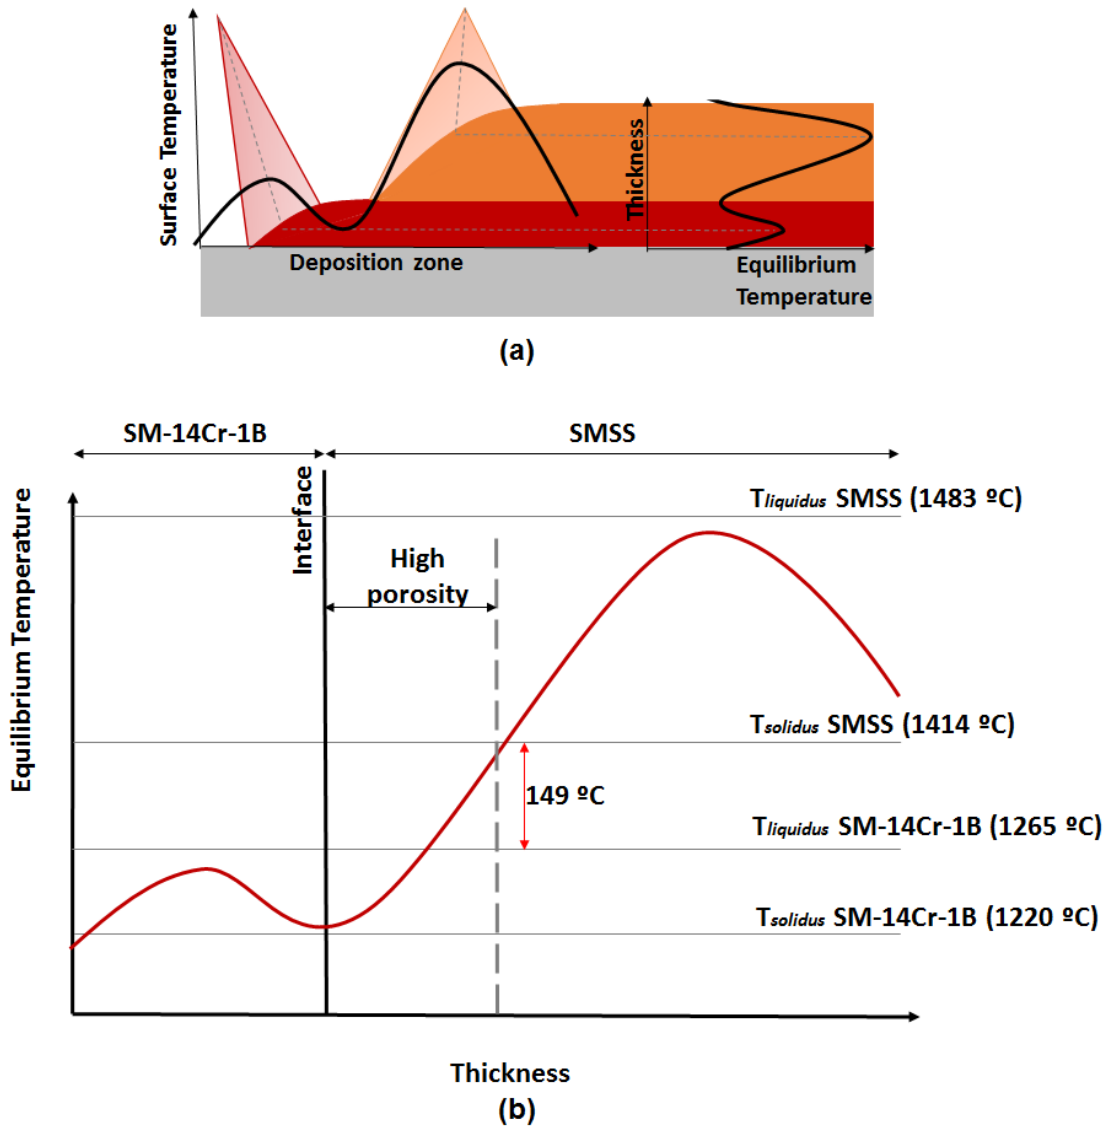 Surface Temperature
Thickness
Deposition zone
Equilibrium
Temperature
(a)
SM-14Cr-1B
SMSS
Equilibrium Temperature
Interface
High
porosity
Tliquidus SMSS (1483 ºC)
Tsolidus SMSS (1414 ºC)
149 ºC
Tliquidus SM-14Cr-1B (1265 ºC)
Tsolidus SM-14Cr-1B (1220 ºC)
Thickness
(b)